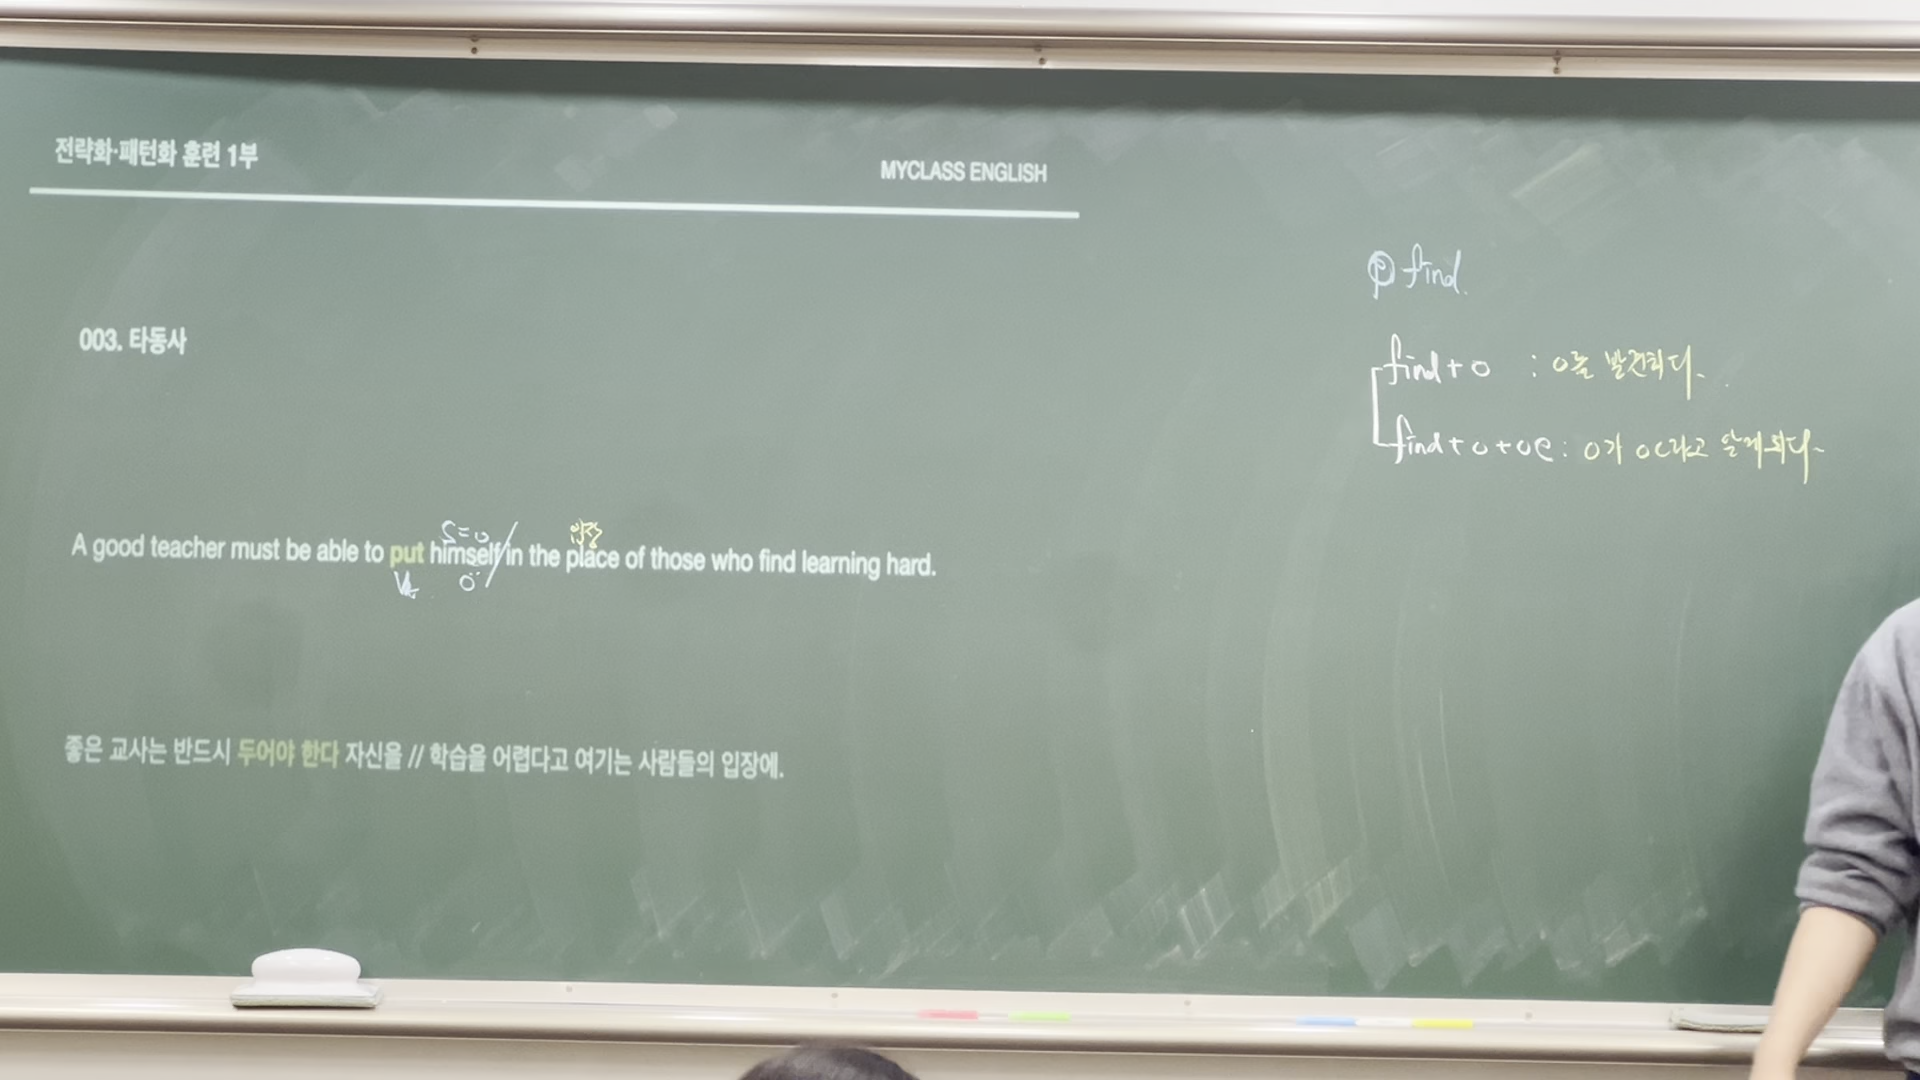 전략화·패턴화 훈련 1부
MYCLASS ENGLISH
ⓟ find.
003. 타동사
find + O : O를 발견하다.
find + O + OC : O가 OC라고 알게되다.
S=O
입장
A good teacher must be able to put himself / in the place of those who find learning hard.
Vt
O
좋은 교사는 반드시 두어야 한다 자신을 // 학습을 어렵다고 여기는 사람들의 입장에.